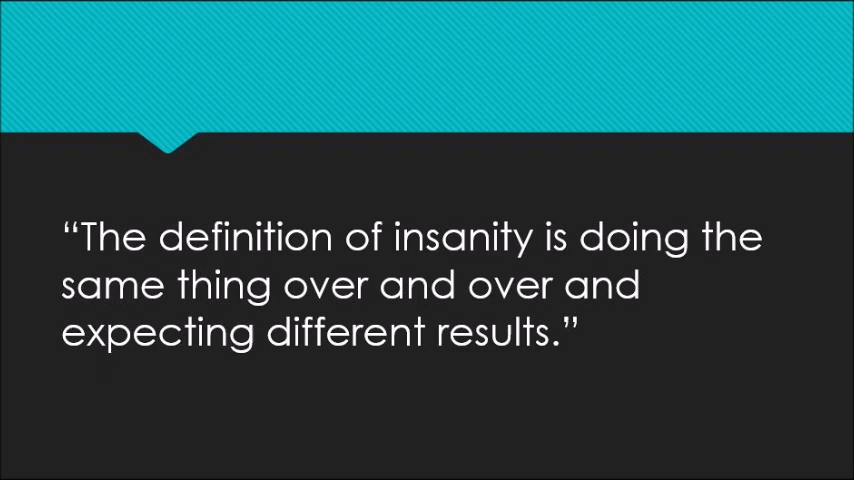 “The definition of insanity is doing the
same thing over and over and
expecting different results.”